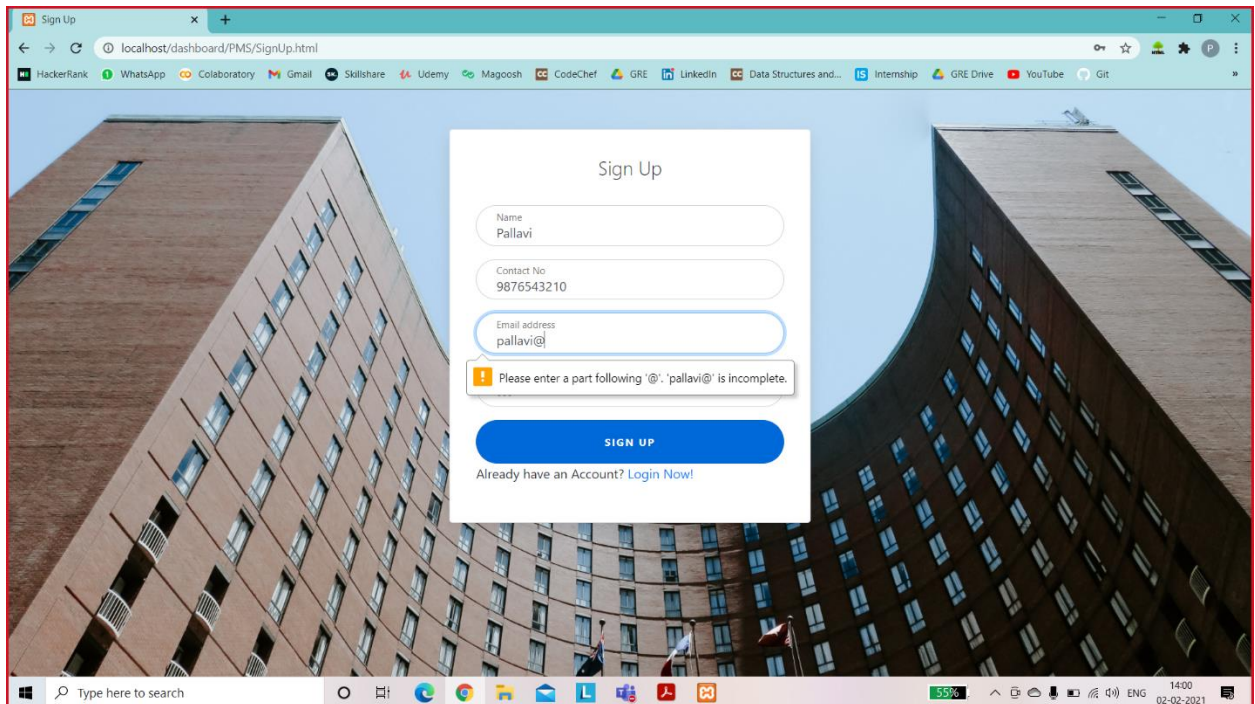 Sign Up
localhost/dashboard/PMS/SignUp.html
P
HackerRank WhatsApp Colaboratory Gmail Skillshare Udemy Magoosh CodeChef GRE LinkedIn Data Structures and... Internship GRE Drive YouTube Git »
Sign Up
Name
Pallavi
Contact No
9876543210
Email address
pallavi@
Please enter a part following '@'. 'pallavi@' is incomplete.
SIGN UP
Already have an Account? Login Now!
Type here to search
55%
ENG
14:00
02-02-2021